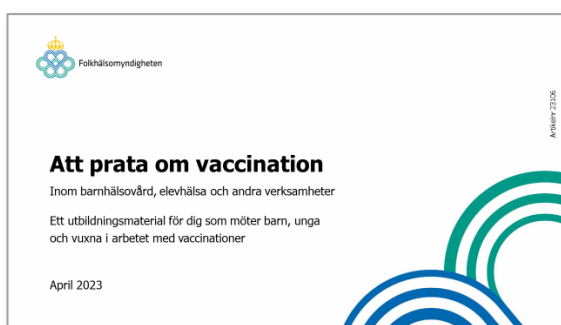 Folkhälsomyndigheten
Artikelnr 23106
Att prata om vaccination
Inom barnhälsovård, elevhälsa och andra verksamheter
Ett utbildningsmaterial för dig som möter barn, unga
och vuxna i arbetet med vaccinationer
April 2023